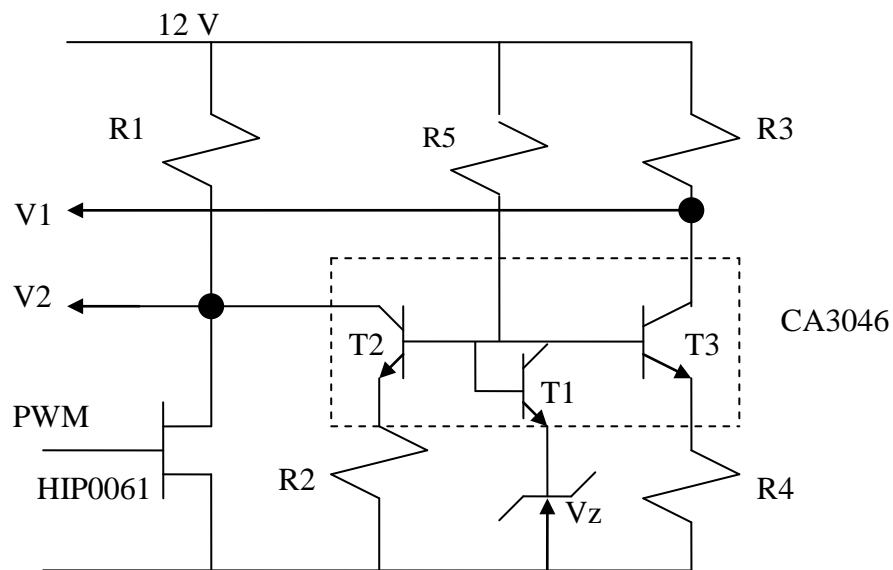 12 V
R1
R5
R3
V1
V2
CA3046
T2
T3
T1
PWM
HIP0061
R2
Vz
R4